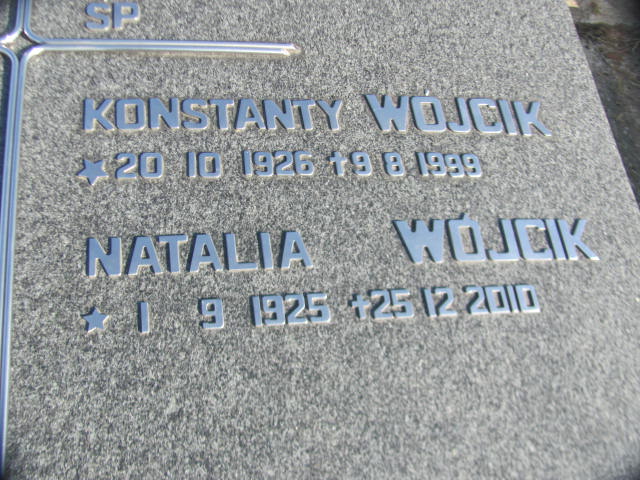 SP
KONSTANTY WÓJCIK
★20 10 1926 ✝9 8 1999
NATALIA WÓJCIK
★ 1 9 1925 ✝25 12 2010